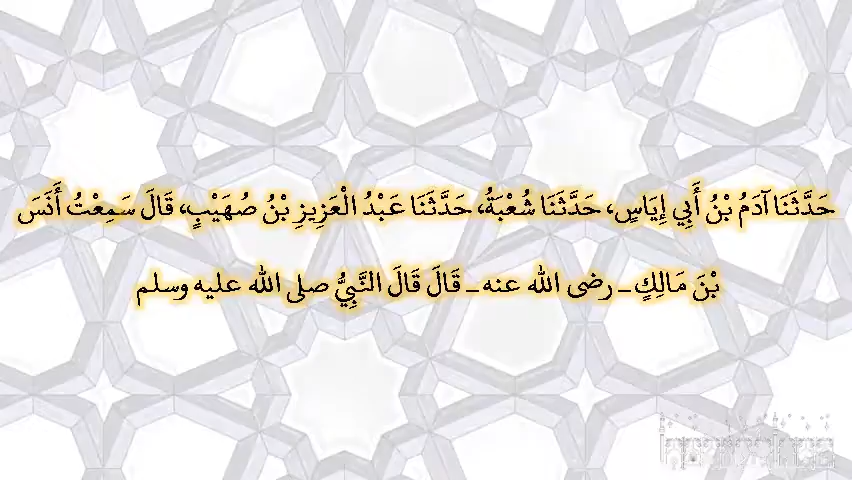 حَدَّثَنَا آدَمُ بْنُ أَبِي إِيَاسٍ، حَدَّثَنَا شُعْبَةُ، حَدَّثَنَا عَبْدُ الْعَزِيزِ بْنُ صُهَيْبٍ، قَالَ سَمِعْتُ أَنَسَ
بْنَ مَالِكٍ ـ رضى الله عنه ـ قَالَ قَالَ النَّبِيُّ صلى الله عليه وسلم